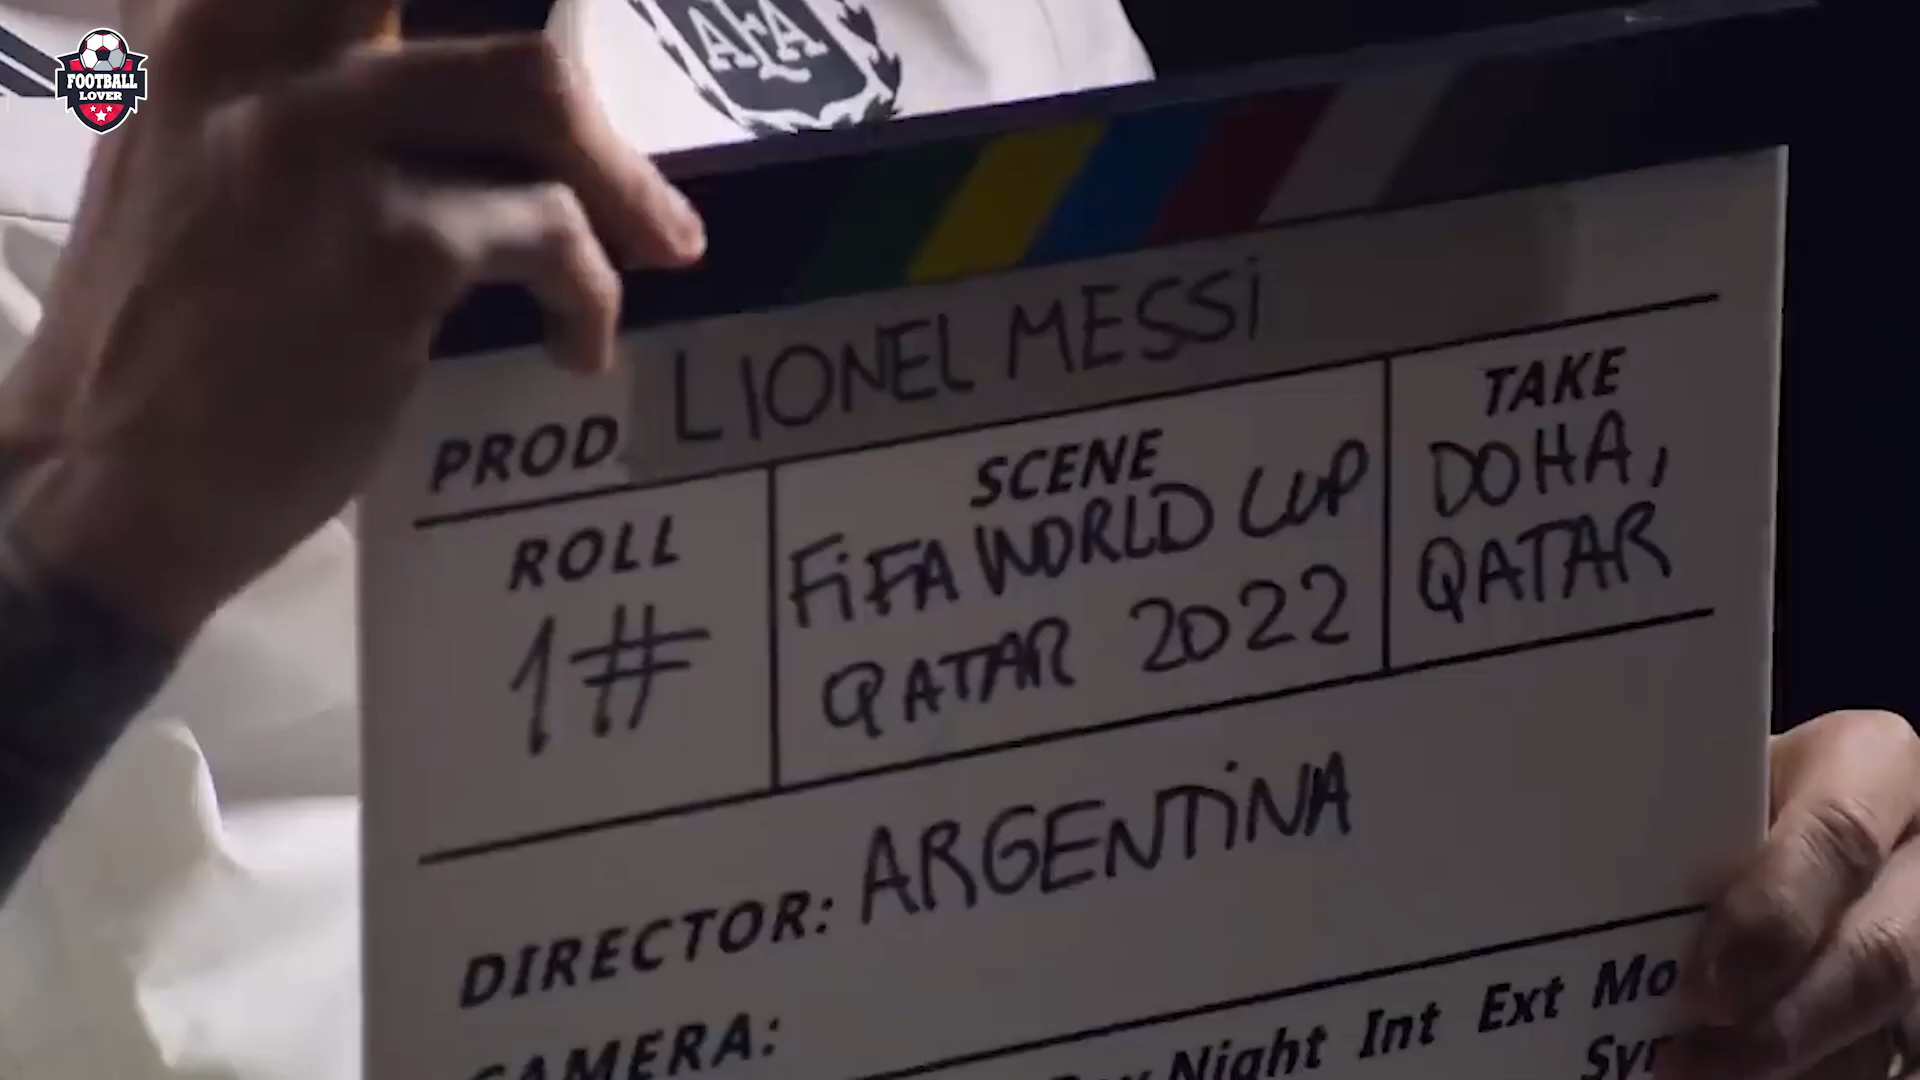 FOOTBALL
LOVER
AFA
PROD LIONEL MESSi
ROLL
1#
SCENE
FiFA WORLD CUP
QATAR 2022
TAKE
DOHA,
QATAR
DIRECTOR: ARGENTiNA
CAMERA:
Night Int Ext Mo